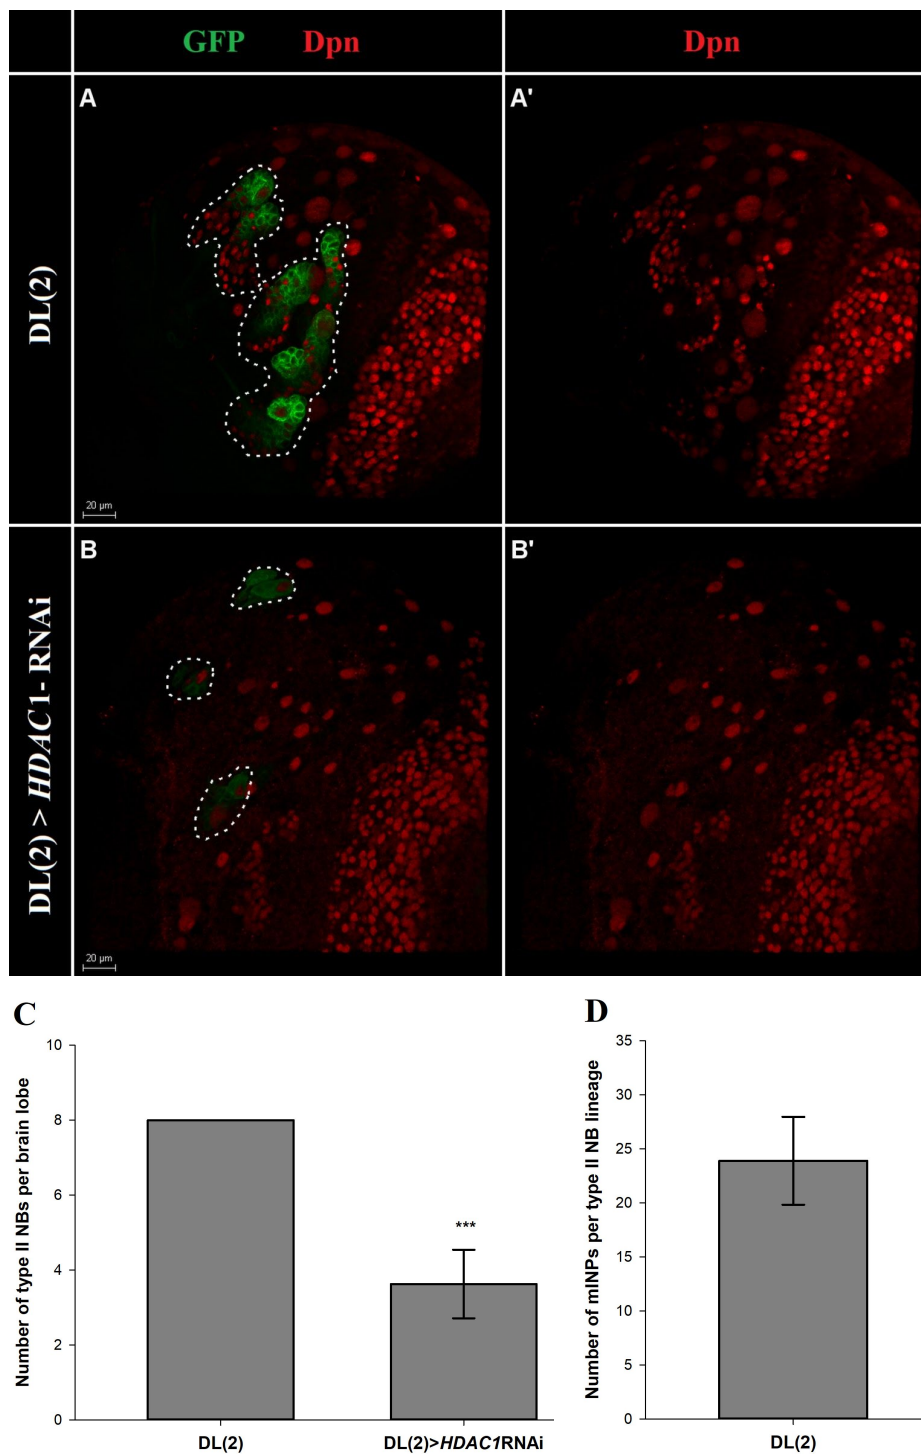 GFP Dpn Dpn
A A'
DL(2)
20 µm
B B'
DL(2) > HDAC1- RNAi
20 µm
C
Number of type II NBs per brain lobe
10
8
6
4
2
0
***
DL(2) DL(2)>HDAC1RNAi
D
Number of mINPs per type II NB lineage
35
30
25
20
15
10
5
0
DL(2)